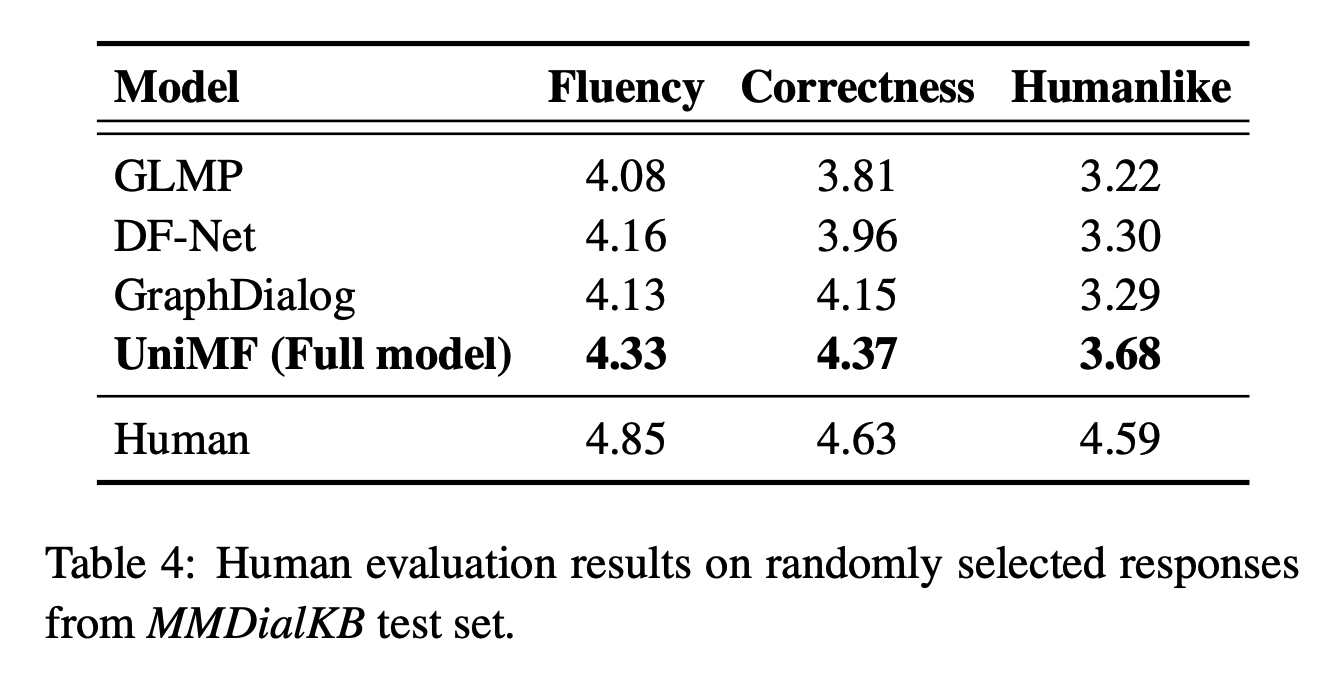 Model Fluency Correctness Humanlike
GLMP 4.08 3.81 3.22
DF-Net 4.16 3.96 3.30
GraphDialog 4.13 4.15 3.29
UniMF (Full model) 4.33 4.37 3.68
Human 4.85 4.63 4.59
Table 4: Human evaluation results on randomly selected responses
from MMDialKB test set.